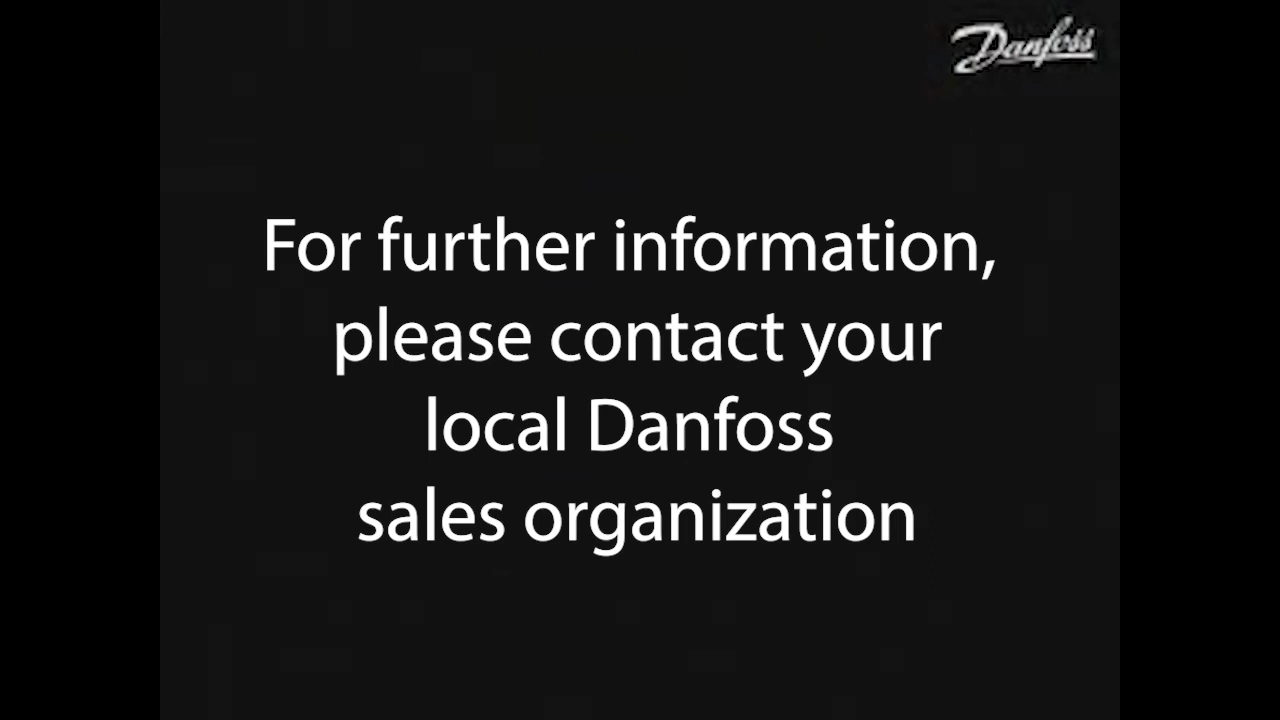 Danfoss
For further information,
please contact your
local Danfoss
sales organization